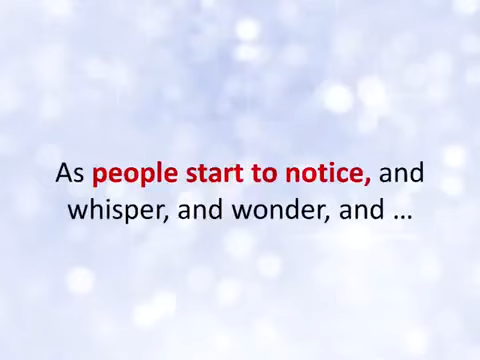 As people start to notice, and
whisper, and wonder, and ...